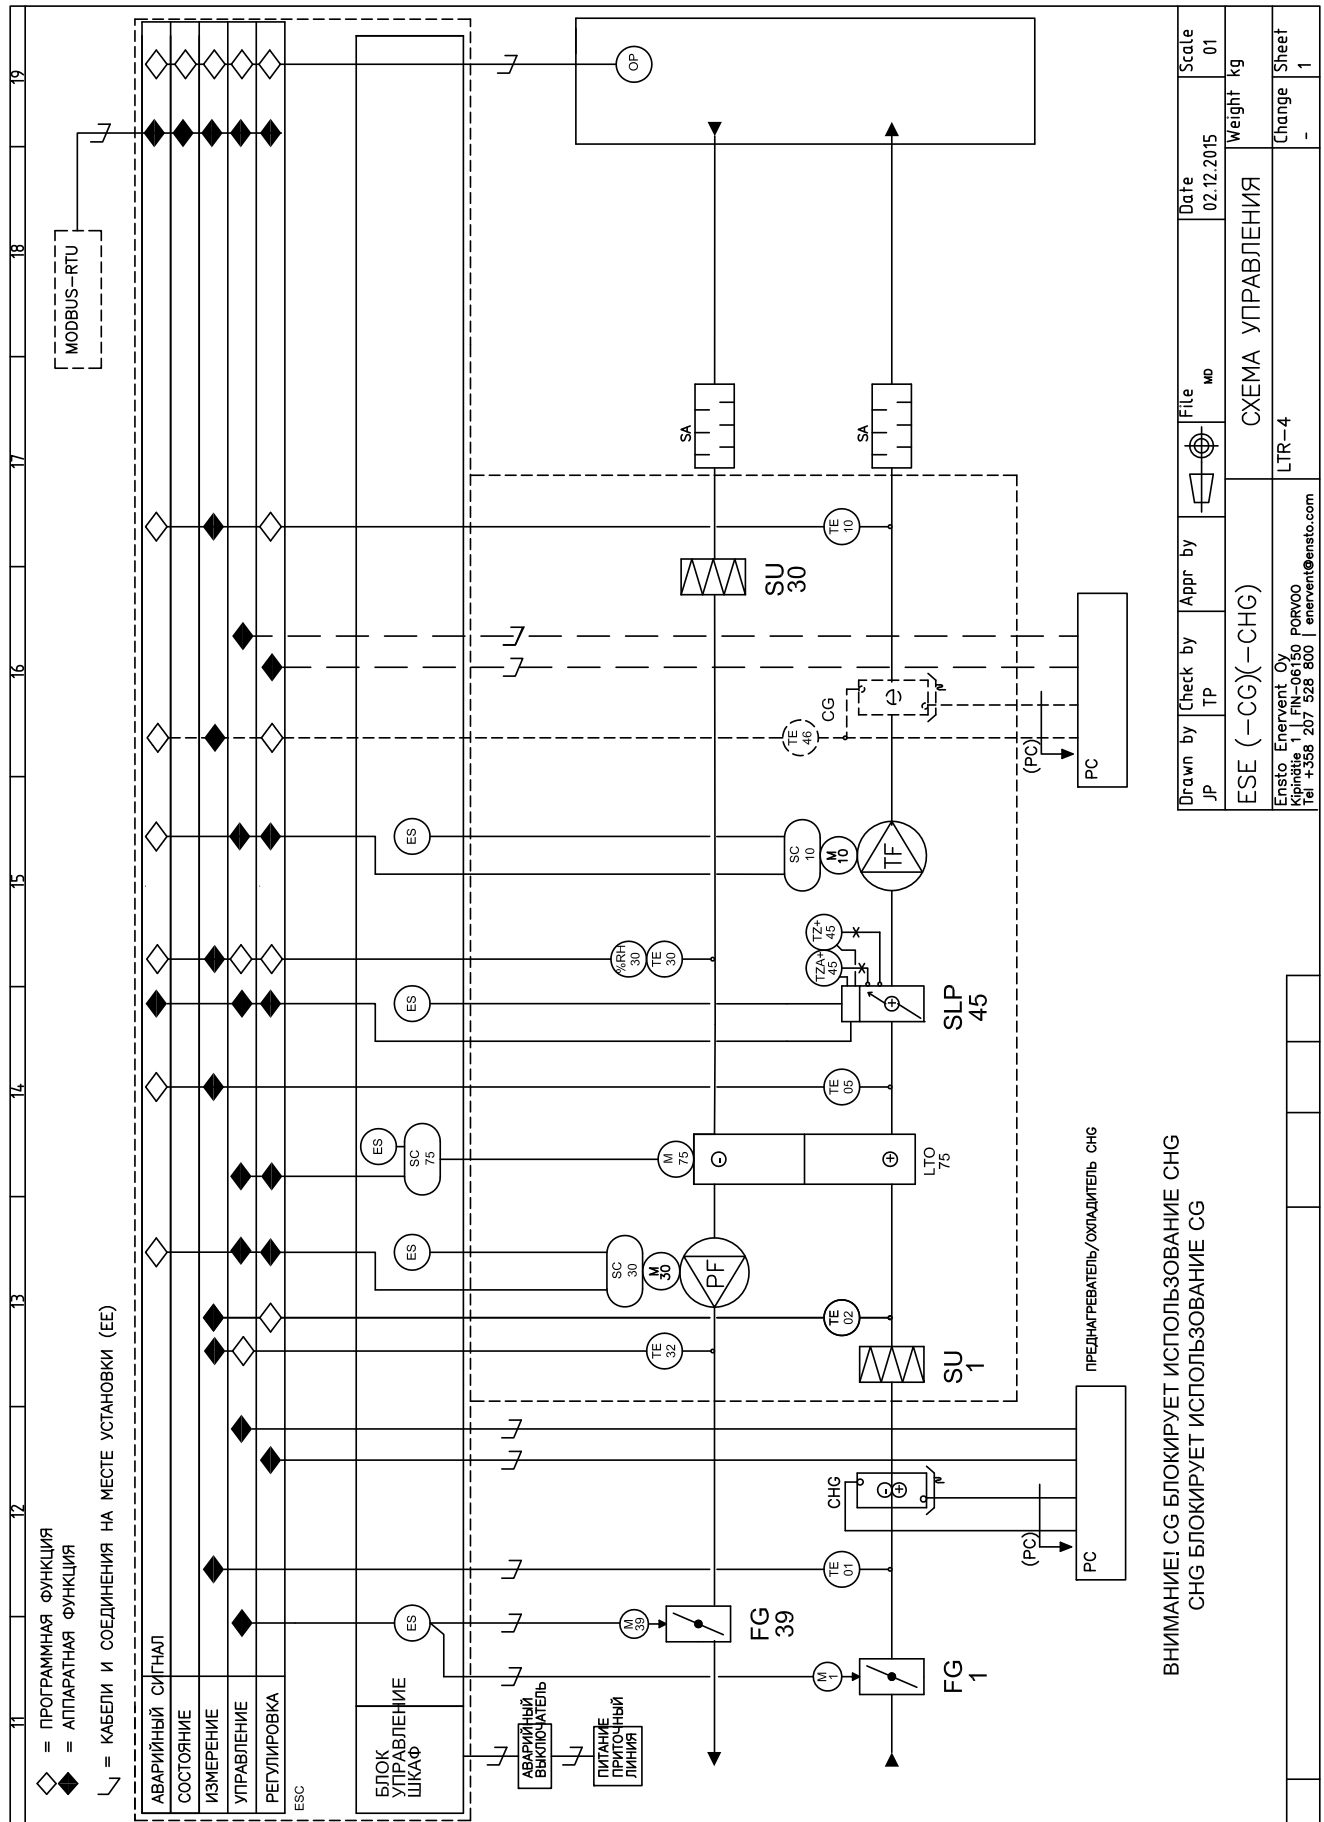 11
12
13
14
15
16
17
18
19
= ПРОГРАММНАЯ ФУНКЦИЯ
= АППАРАТНАЯ ФУНКЦИЯ
= КАБЕЛИ И СОЕДИНЕНИЯ НА МЕСТЕ УСТАНОВКИ (EE)
MODBUS-RTU
АВАРИЙНЫЙ СИГНАЛ
СОСТОЯНИЕ
ИЗМЕРЕНИЕ
УПРАВЛЕНИЕ
РЕГУЛИРОВКА
ESC
БЛОК
УПРАВЛЕНИЕ
ШКАФ
АВАРИЙНЫЙ
ВЫКЛЮЧАТЕЛЬ
ПИТАНИЕ
ПРИТОЧНЫЙ
ЛИНИЯ
ES
ES
ES
SC
75
ES
ES
OP
M
39
FG
39
TE
32
SC
30
M
30
PF
M
75
%RH
30
TE
30
SU
30
SA
M
1
FG
1
TE
01
CHG
SU
1
TE
02
LTO
75
TE
05
SLP
45
TZA+
45
TZ+
45
SC
10
M
10
TF
TE
46
CG
TE
10
SA
(PC)
PC
ПРЕДНАГРЕВАТЕЛЬ/ОХЛАДИТЕЛЬ CHG
(PC)
PC
ВНИМАНИЕ! CG БЛОКИРУЕТ ИСПОЛЬЗОВАНИЕ CHG
CHG БЛОКИРУЕТ ИСПОЛЬЗОВАНИЕ CG
Drawn by
JP
Check by
TP
Appr by
File
MD
Date
02.12.2015
Scale
01
ESE (-CG)(-CHG)
СХЕМА УПРАВЛЕНИЯ
Weight kg
Ensto Enervent Oy
Kipinätie 1 | FIN-06150 PORVOO
Tel +358 207 528 800 | enervent@ensto.com
LTR-4
Change
-
Sheet
1